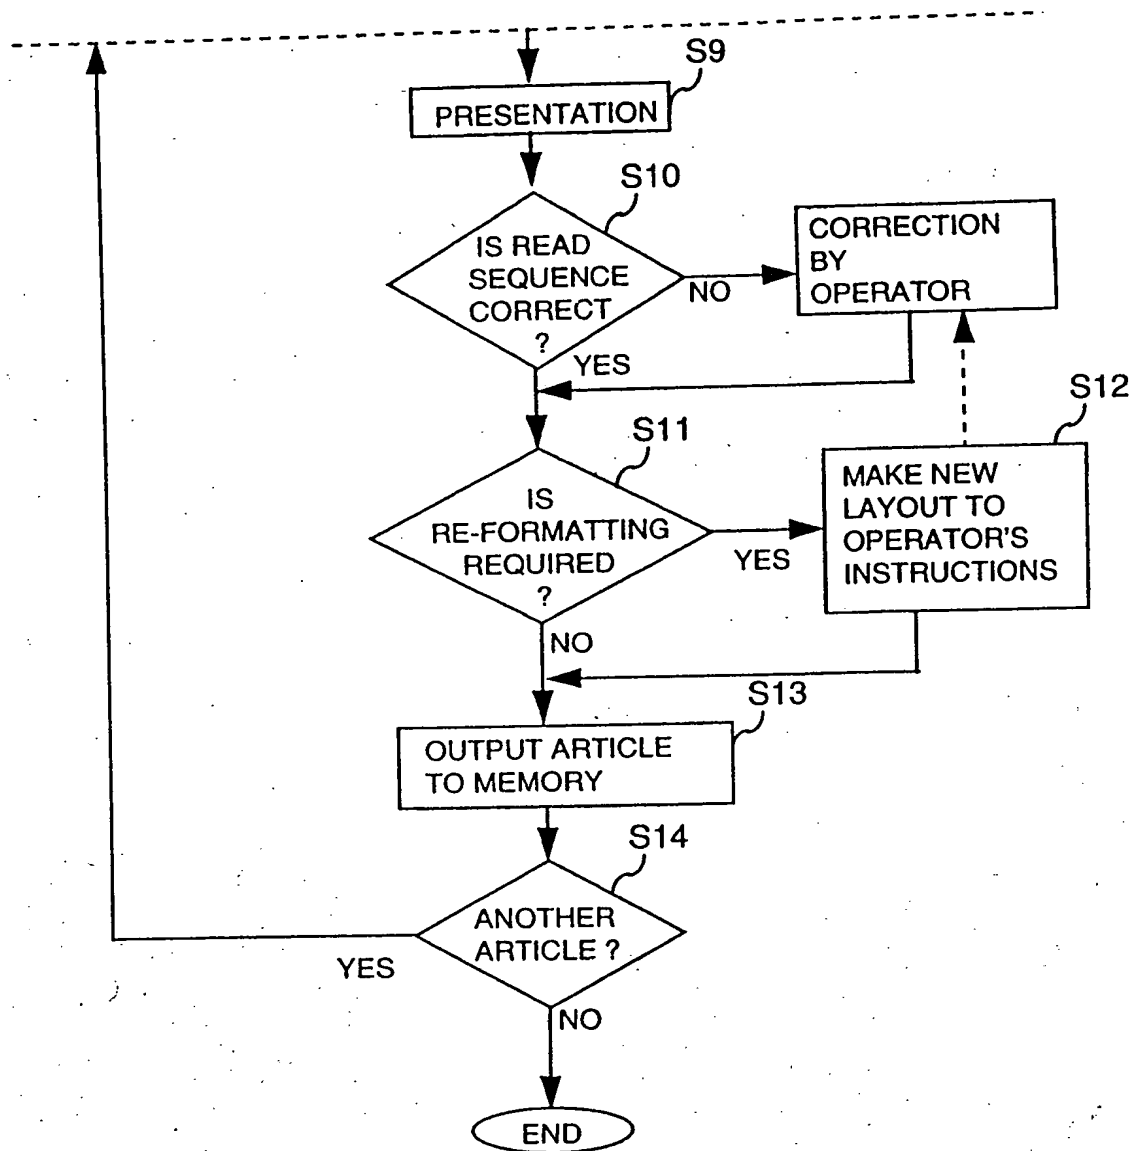 S9
PRESENTATION
S10
IS READ
SEQUENCE
CORRECT
?
NO
CORRECTION
BY
OPERATOR
YES
S11
IS
RE-FORMATTING
REQUIRED
?
YES
S12
MAKE NEW
LAYOUT TO
OPERATOR'S
INSTRUCTIONS
NO
S13
OUTPUT ARTICLE
TO MEMORY
S14
ANOTHER
ARTICLE ?
YES
NO
END